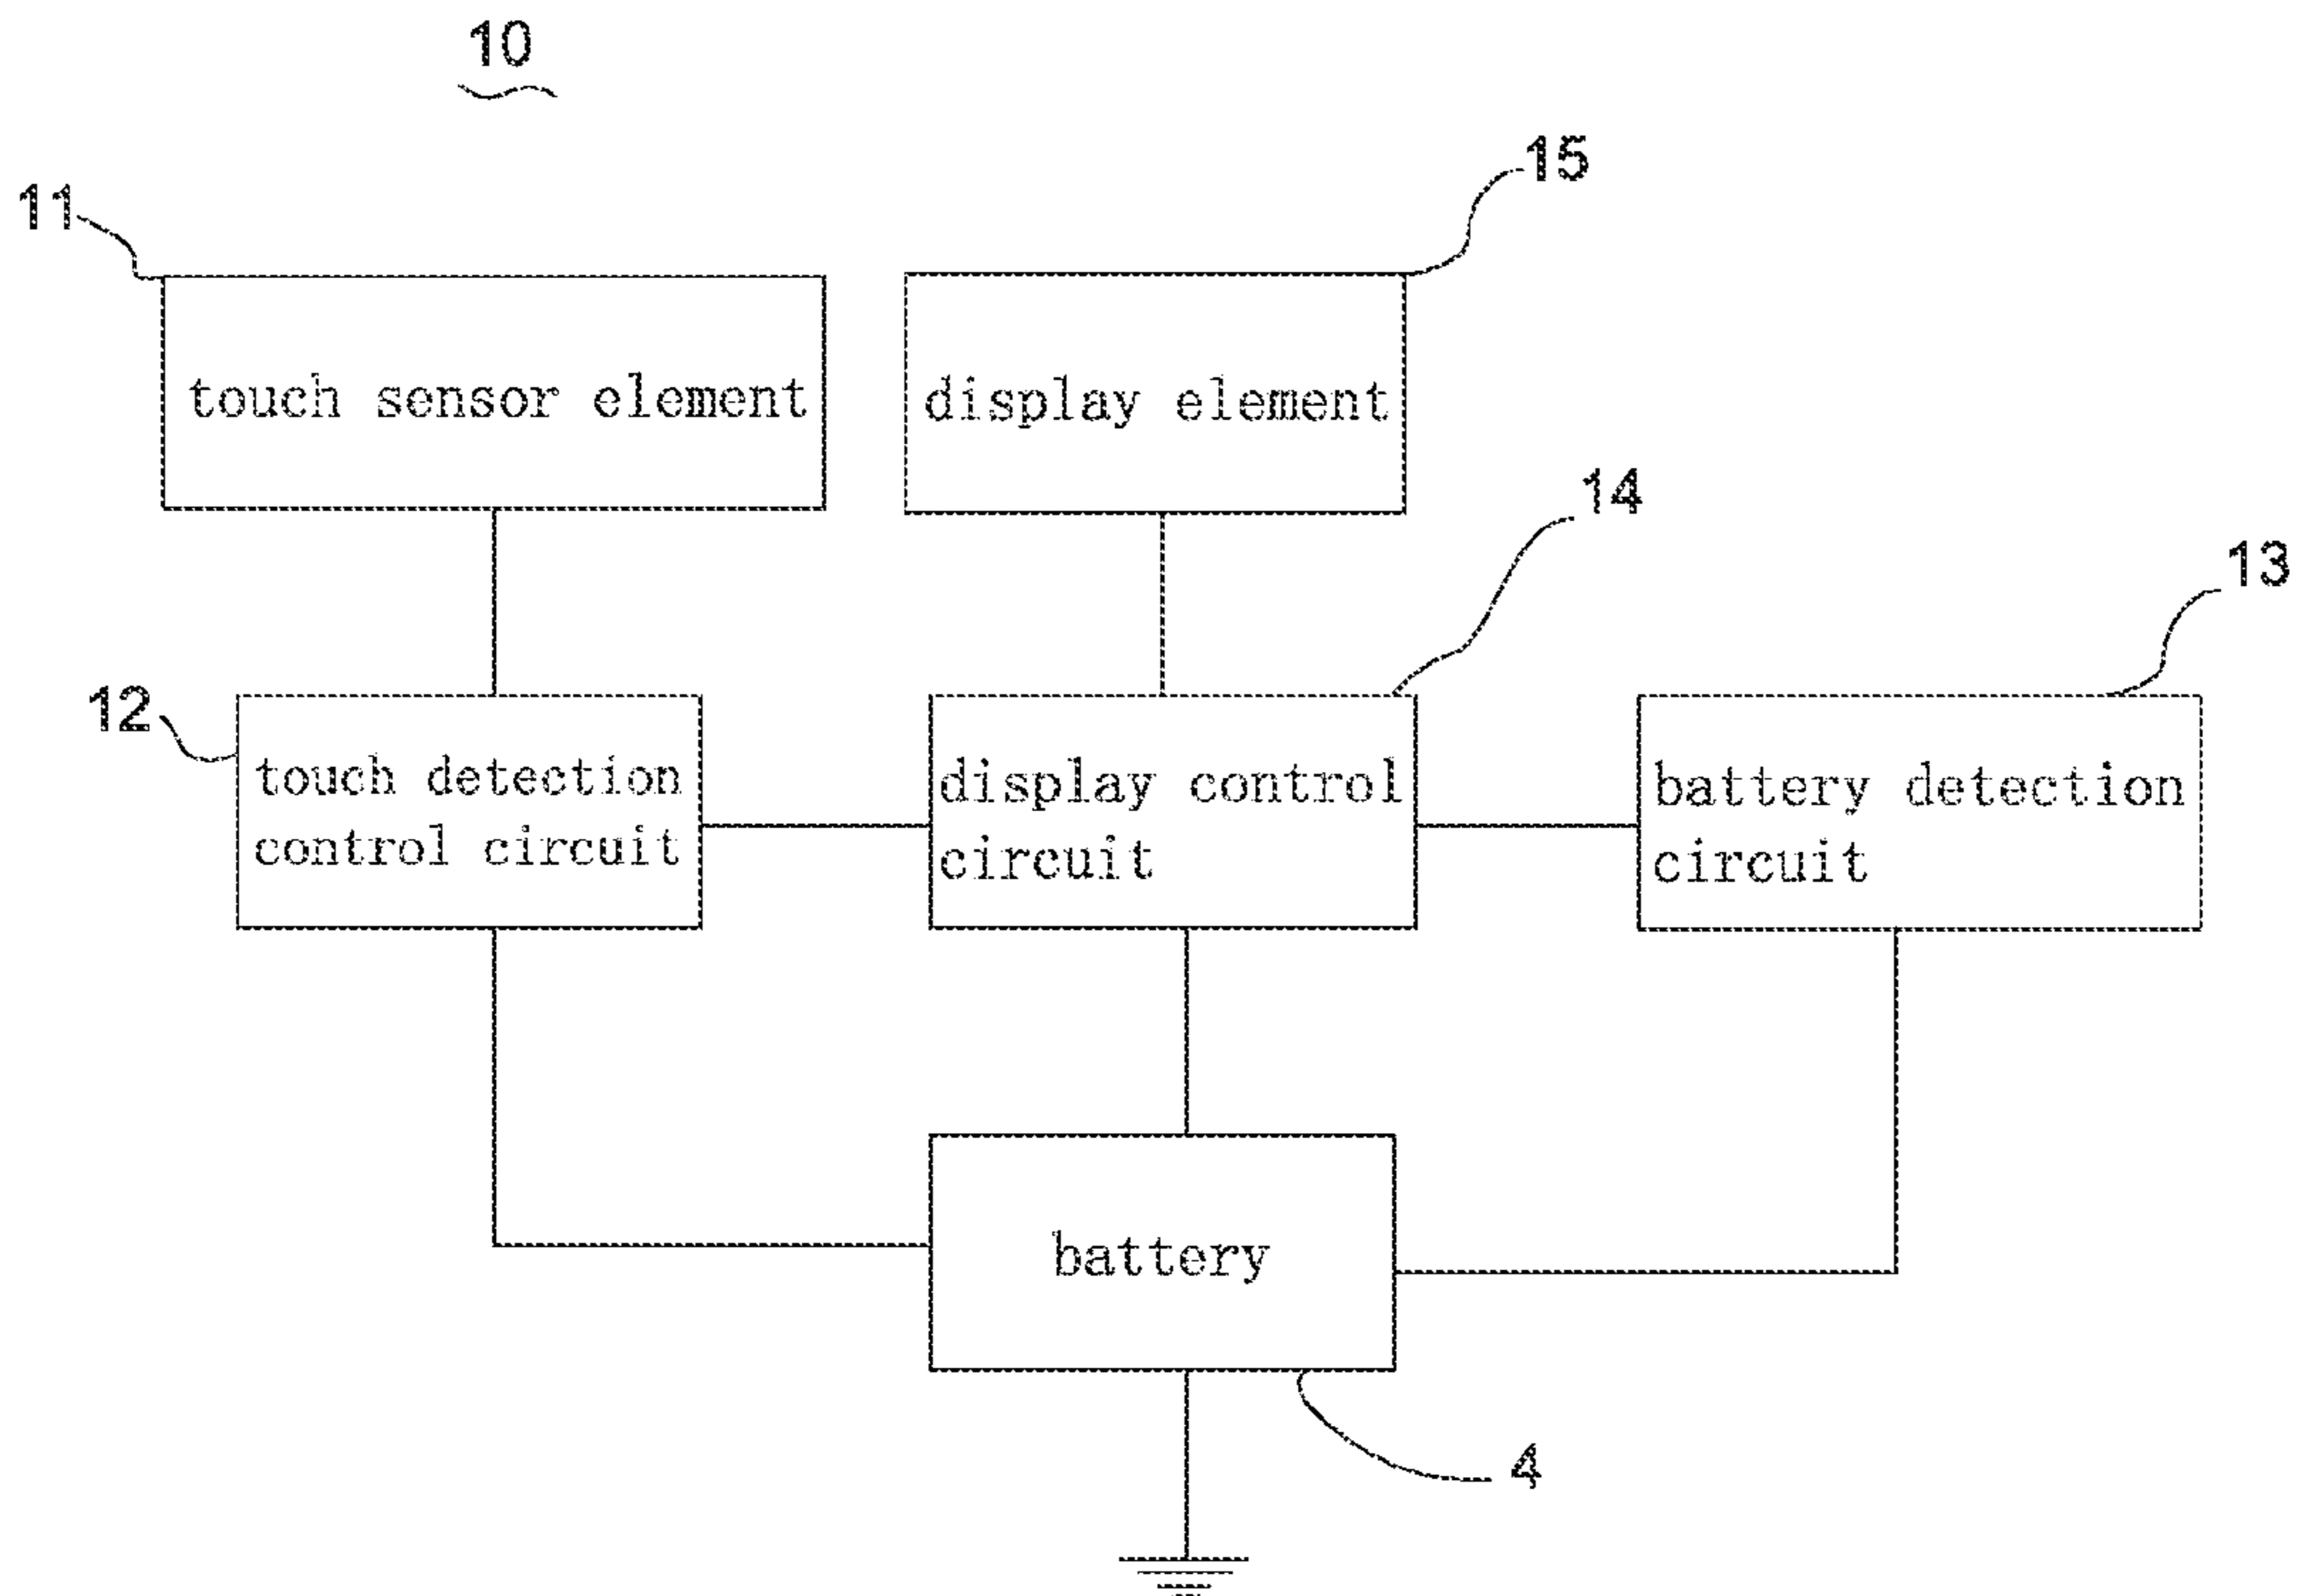 10
15
11
touch sensor element
display element
14
13
12
touch detection
control circuit
display control
circuit
battery detection
circuit
battery
4